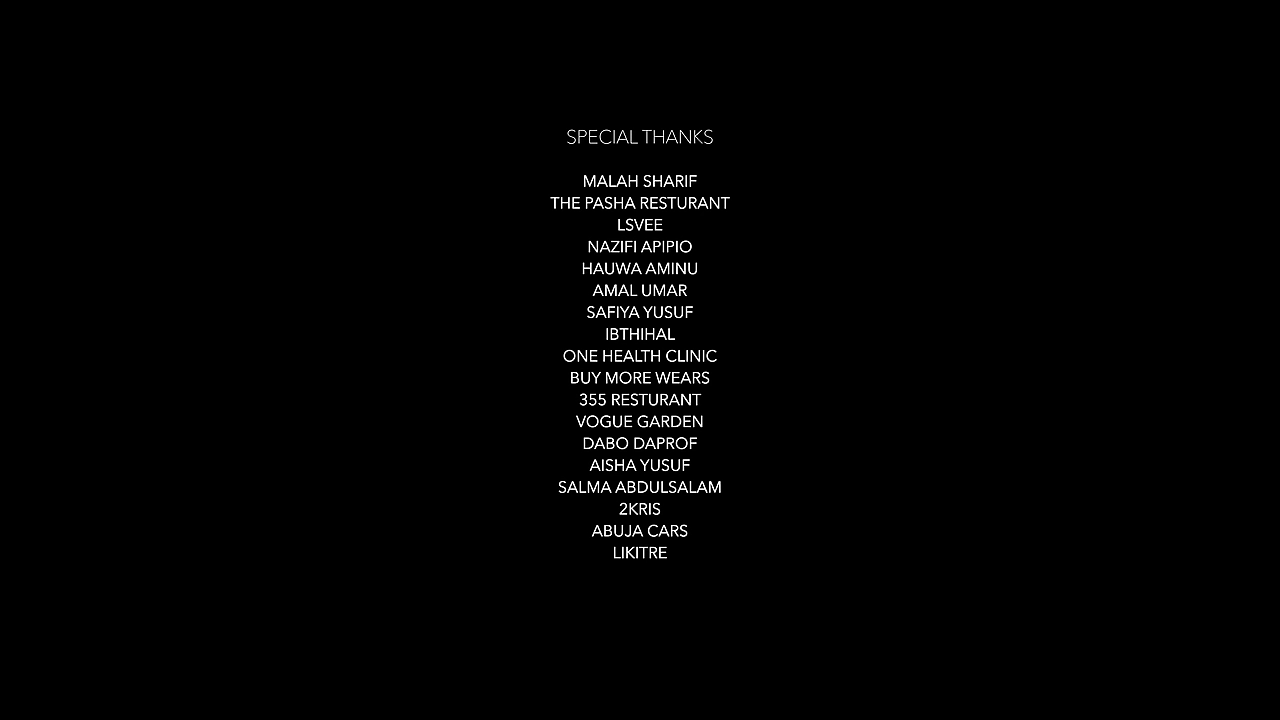 SPECIAL THANKS
MALAH SHARIF
THE PASHA RESTURANT
LSVEE
NAZIFI APIPIO
HAUWA AMINU
AMAL UMAR
SAFIYA YUSUF
IBTHIHAL
ONE HEALTH CLINIC
BUY MORE WEARS
355 RESTURANT
VOGUE GARDEN
DABO DAPROF
AISHA YUSUF
SALMA ABDULSALAM
2KRIS
ABUJA CARS
LIKITRE